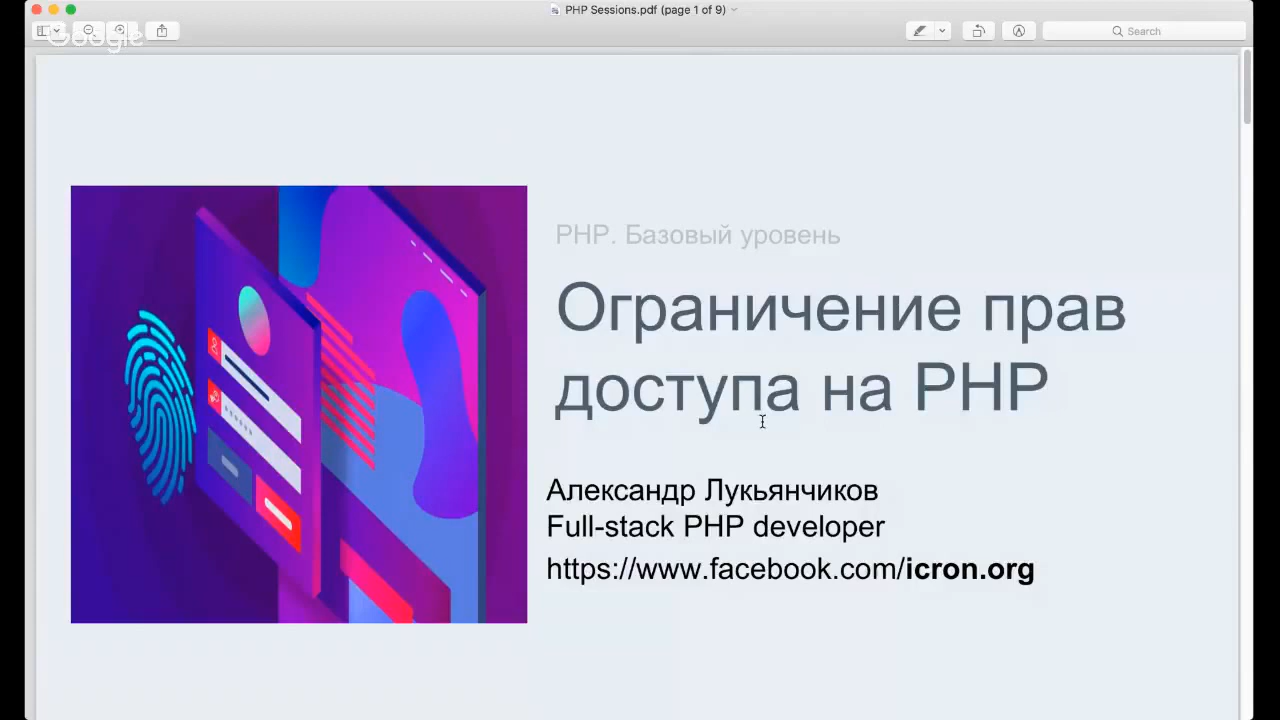 PHP Sessions.pdf (page 1 of 9)
Google
Search
PHP. Базовый уровень
Ограничение прав
доступа на PHP
Александр Лукьянчиков
Full-stack PHP developer
https://www.facebook.com/icron.org